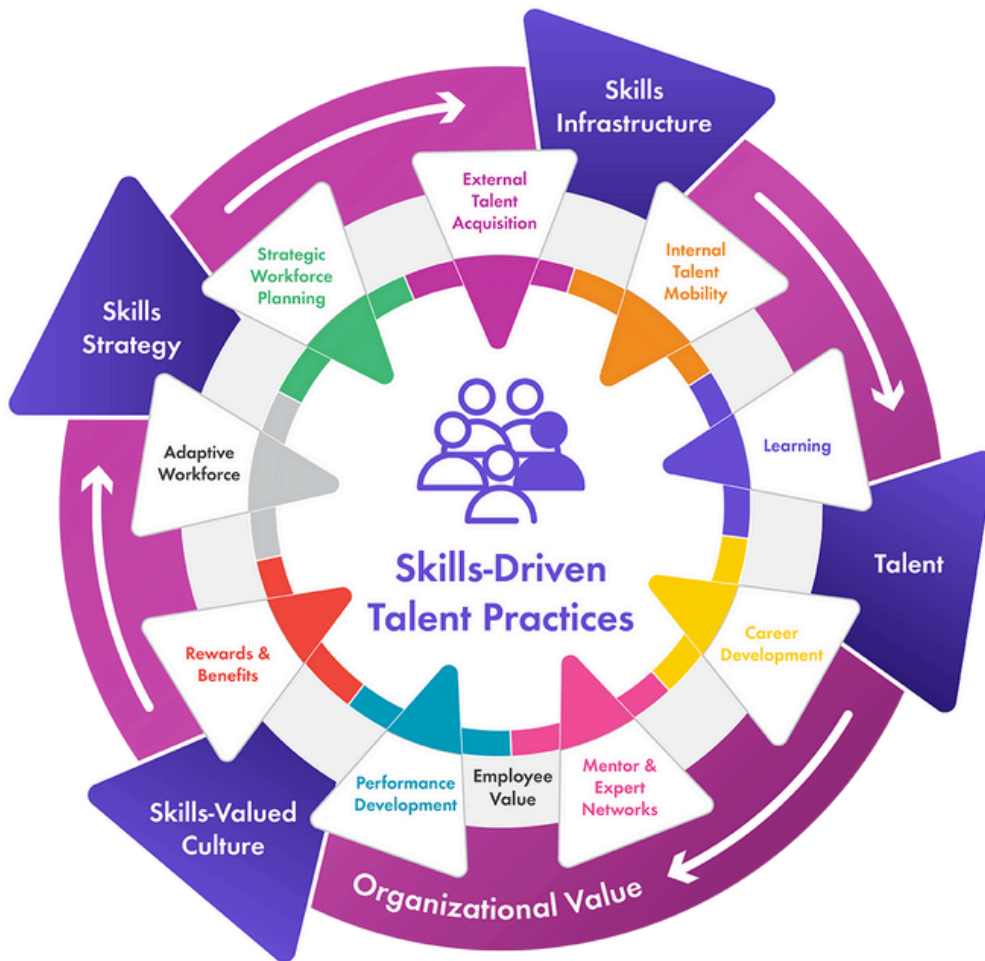 Skills
Infrastructure
External
Talent
Acquisition
Strategic
Workforce
Planning
Internal
Talent
Mobility
Skills
Strategy
Adaptive
Workforce
Learning
Talent
Skills-Driven
Talent Practices
Career
Development
Rewards &
Benefits
Performance
Development
Employee
Value
Mentor &
Expert
Networks
Skills-Valued
Culture
Organizational Value